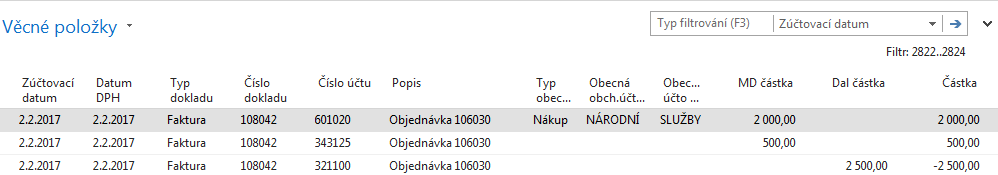 Věcné položky
Typ filtrování (F3) Zúčtovací datum
Filtr: 2822..2824
Zúčtovací datum Datum DPH Typ dokladu Číslo dokladu Číslo účtu Popis Typ obec... Obecná obch.účt... Obec... účto ... MD částka Dal částka Částka
2.2.2017 2.2.2017 Faktura 108042 601020 Objednávka 106030 Nákup NÁRODNÍ SLUŽBY 2 000,00 2 000,00
2.2.2017 2.2.2017 Faktura 108042 343125 Objednávka 106030 500,00 500,00
2.2.2017 2.2.2017 Faktura 108042 321100 Objednávka 106030 2 500,00 -2 500,00